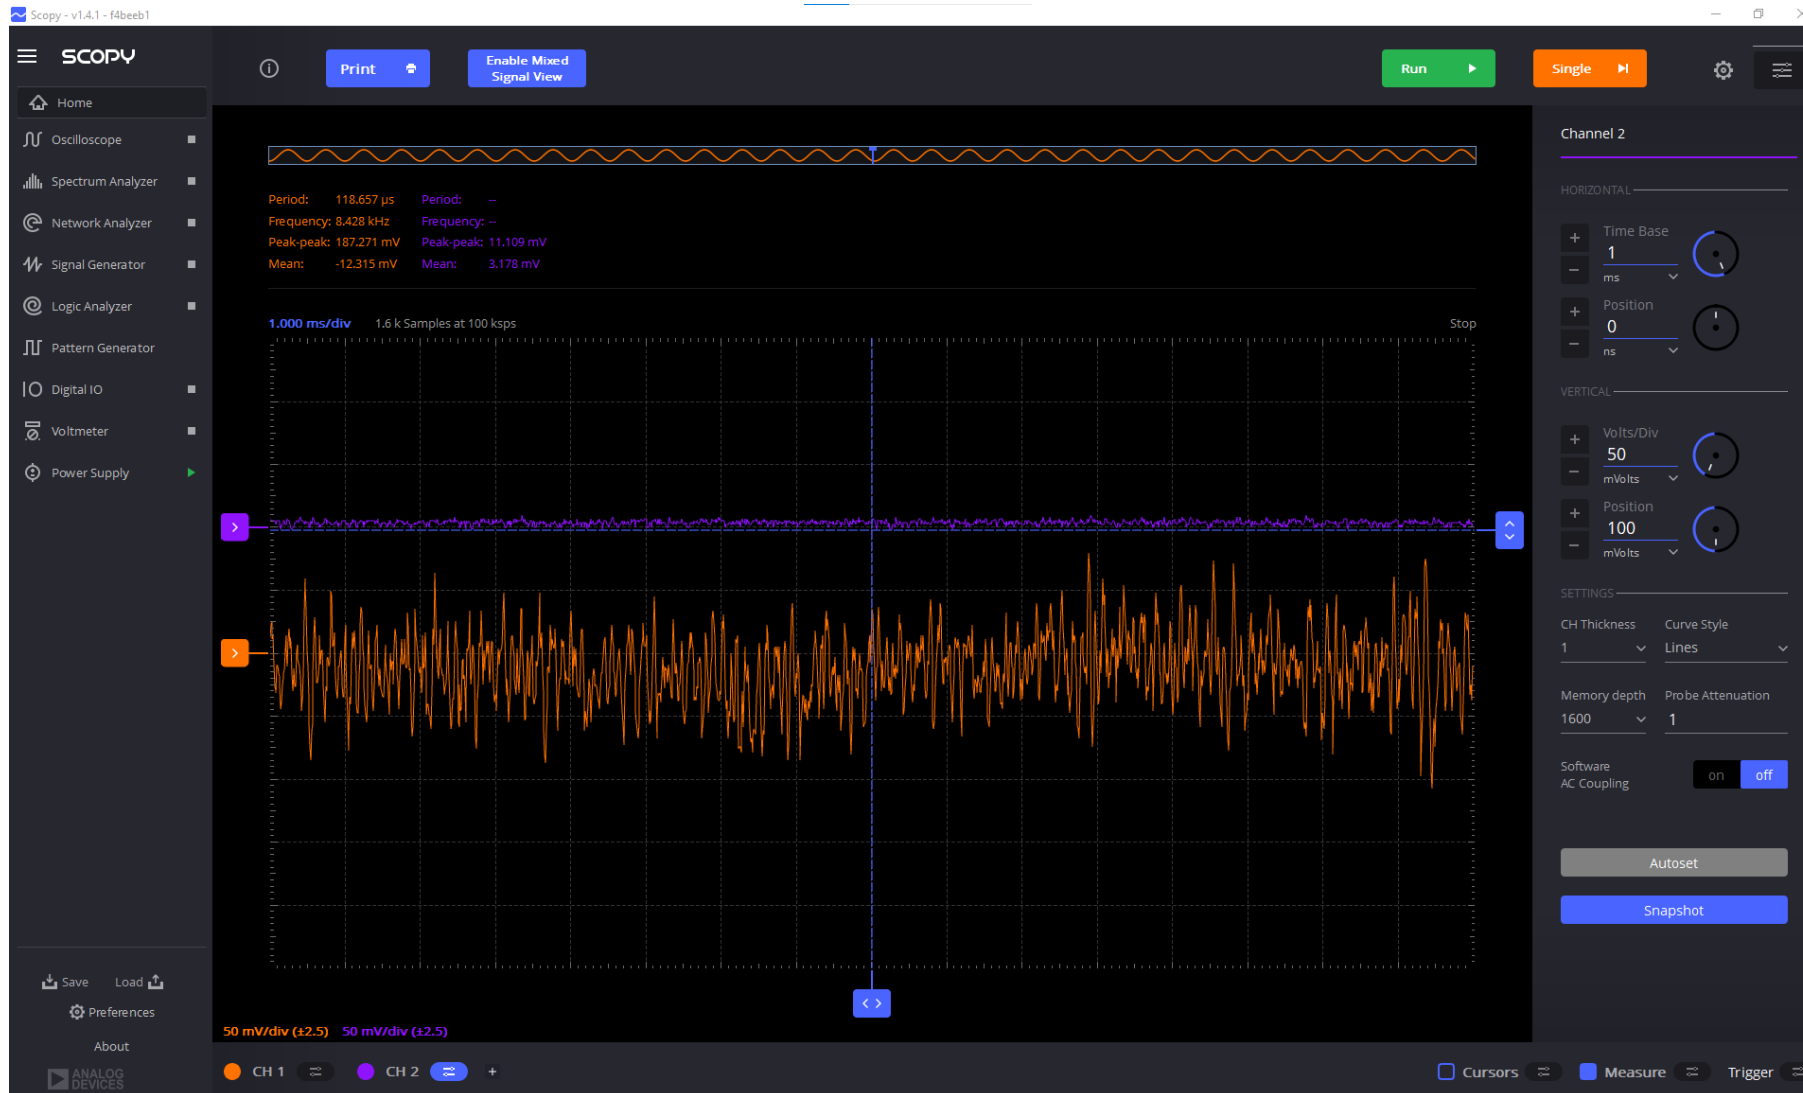 Scopy - v1.4.1 - f4beeb1
SCOPY
Print
Enable Mixed
Signal View
Run
Single
Home
Oscilloscope
Spectrum Analyzer
Network Analyzer
Signal Generator
Logic Analyzer
Pattern Generator
Digital IO
Voltmeter
Power Supply
Save
Load
Preferences
About
ANALOG
DEVICES
Period: 118.657 µs Period: --
Frequency: 8.428 kHz Frequency: --
Peak-peak: 187.271 mV Peak-peak: 11.109 mV
Mean: -12.315 mV Mean: 3.178 mV
1.000 ms/div 1.6 k Samples at 100 ksps Stop
50 mV/div (±2.5) 50 mV/div (±2.5)
CH 1 CH 2 +
Cursors Measure Trigger
Channel 2
HORIZONTAL
Time Base
1
ms
Position
0
ns
VERTICAL
Volts/Div
50
mVolts
Position
100
mVolts
SETTINGS
CH Thickness Curve Style
1 Lines
Memory depth Probe Attenuation
1600 1
Software
AC Coupling
on off
Autoset
Snapshot